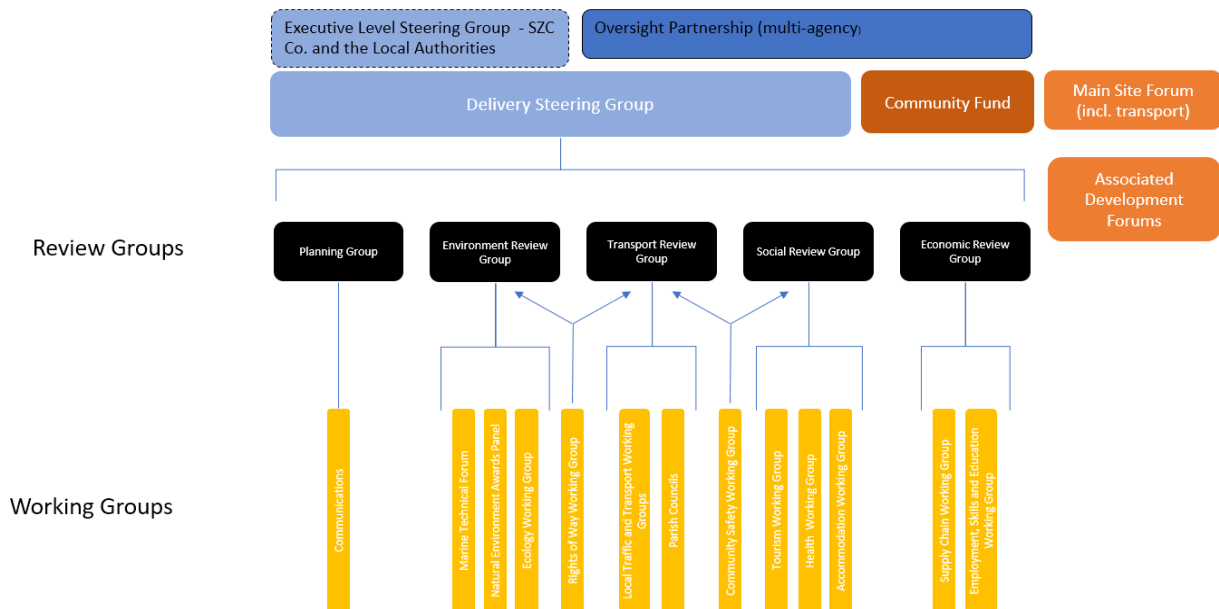 Executive Level Steering Group  - SZC
Co. and the Local Authorities
Oversight Partnership (multi-agency)
Delivery Steering Group
Community Fund
Main Site Forum
(incl. transport)
Associated
Development
Forums
Review Groups
Planning Group
Environment Review
Group
Transport Review
Group
Social Review Group
Economic Review
Group
Working Groups
Communications
Marine Technical Forum
Natural Environment Awards Panel
Ecology Working Group
Rights of Way Working Group
Local Traffic and Transport Working
Groups
Parish Councils
Community Safety Working Group
Tourism Working Group
Health  Working Group
Accommodation Working Group
Supply Chain Working Group
Employment, Skills and Education
Working Group